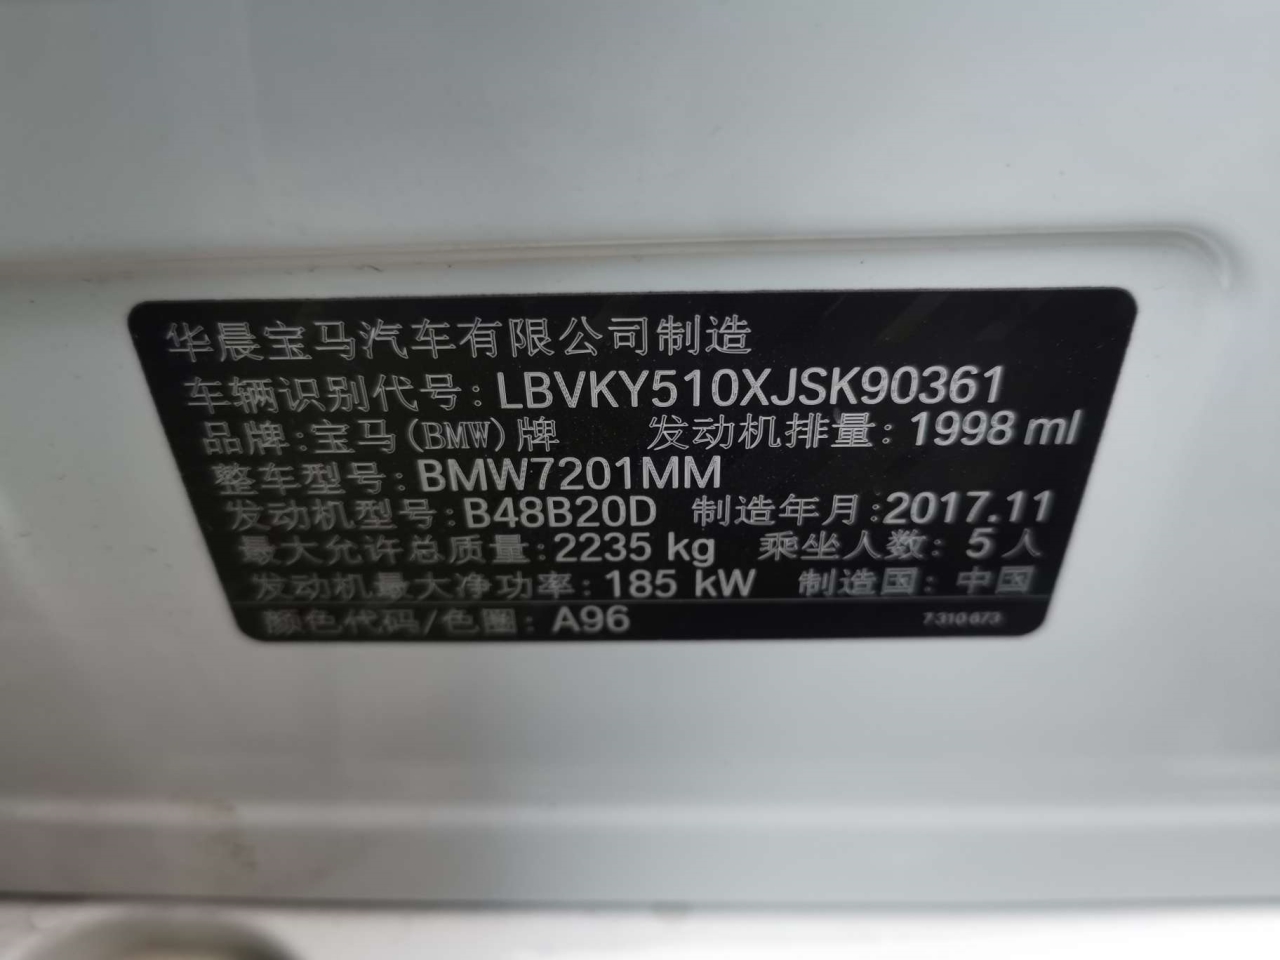 华晨宝马汽车有限公司制造
车辆识别代号: LBVKY510XJSK90361
品牌:宝马(BMW)牌 发动机排量: 1998 ml
整车型号: BMW7201MM
发动机型号: B48B20D 制造年月:2017.11
最大允许总质量: 2235 kg 乘坐人数: 5 人
发动机最大净功率: 185 kW 制造国: 中国
颜色代码/色圈: A96 7 310 673